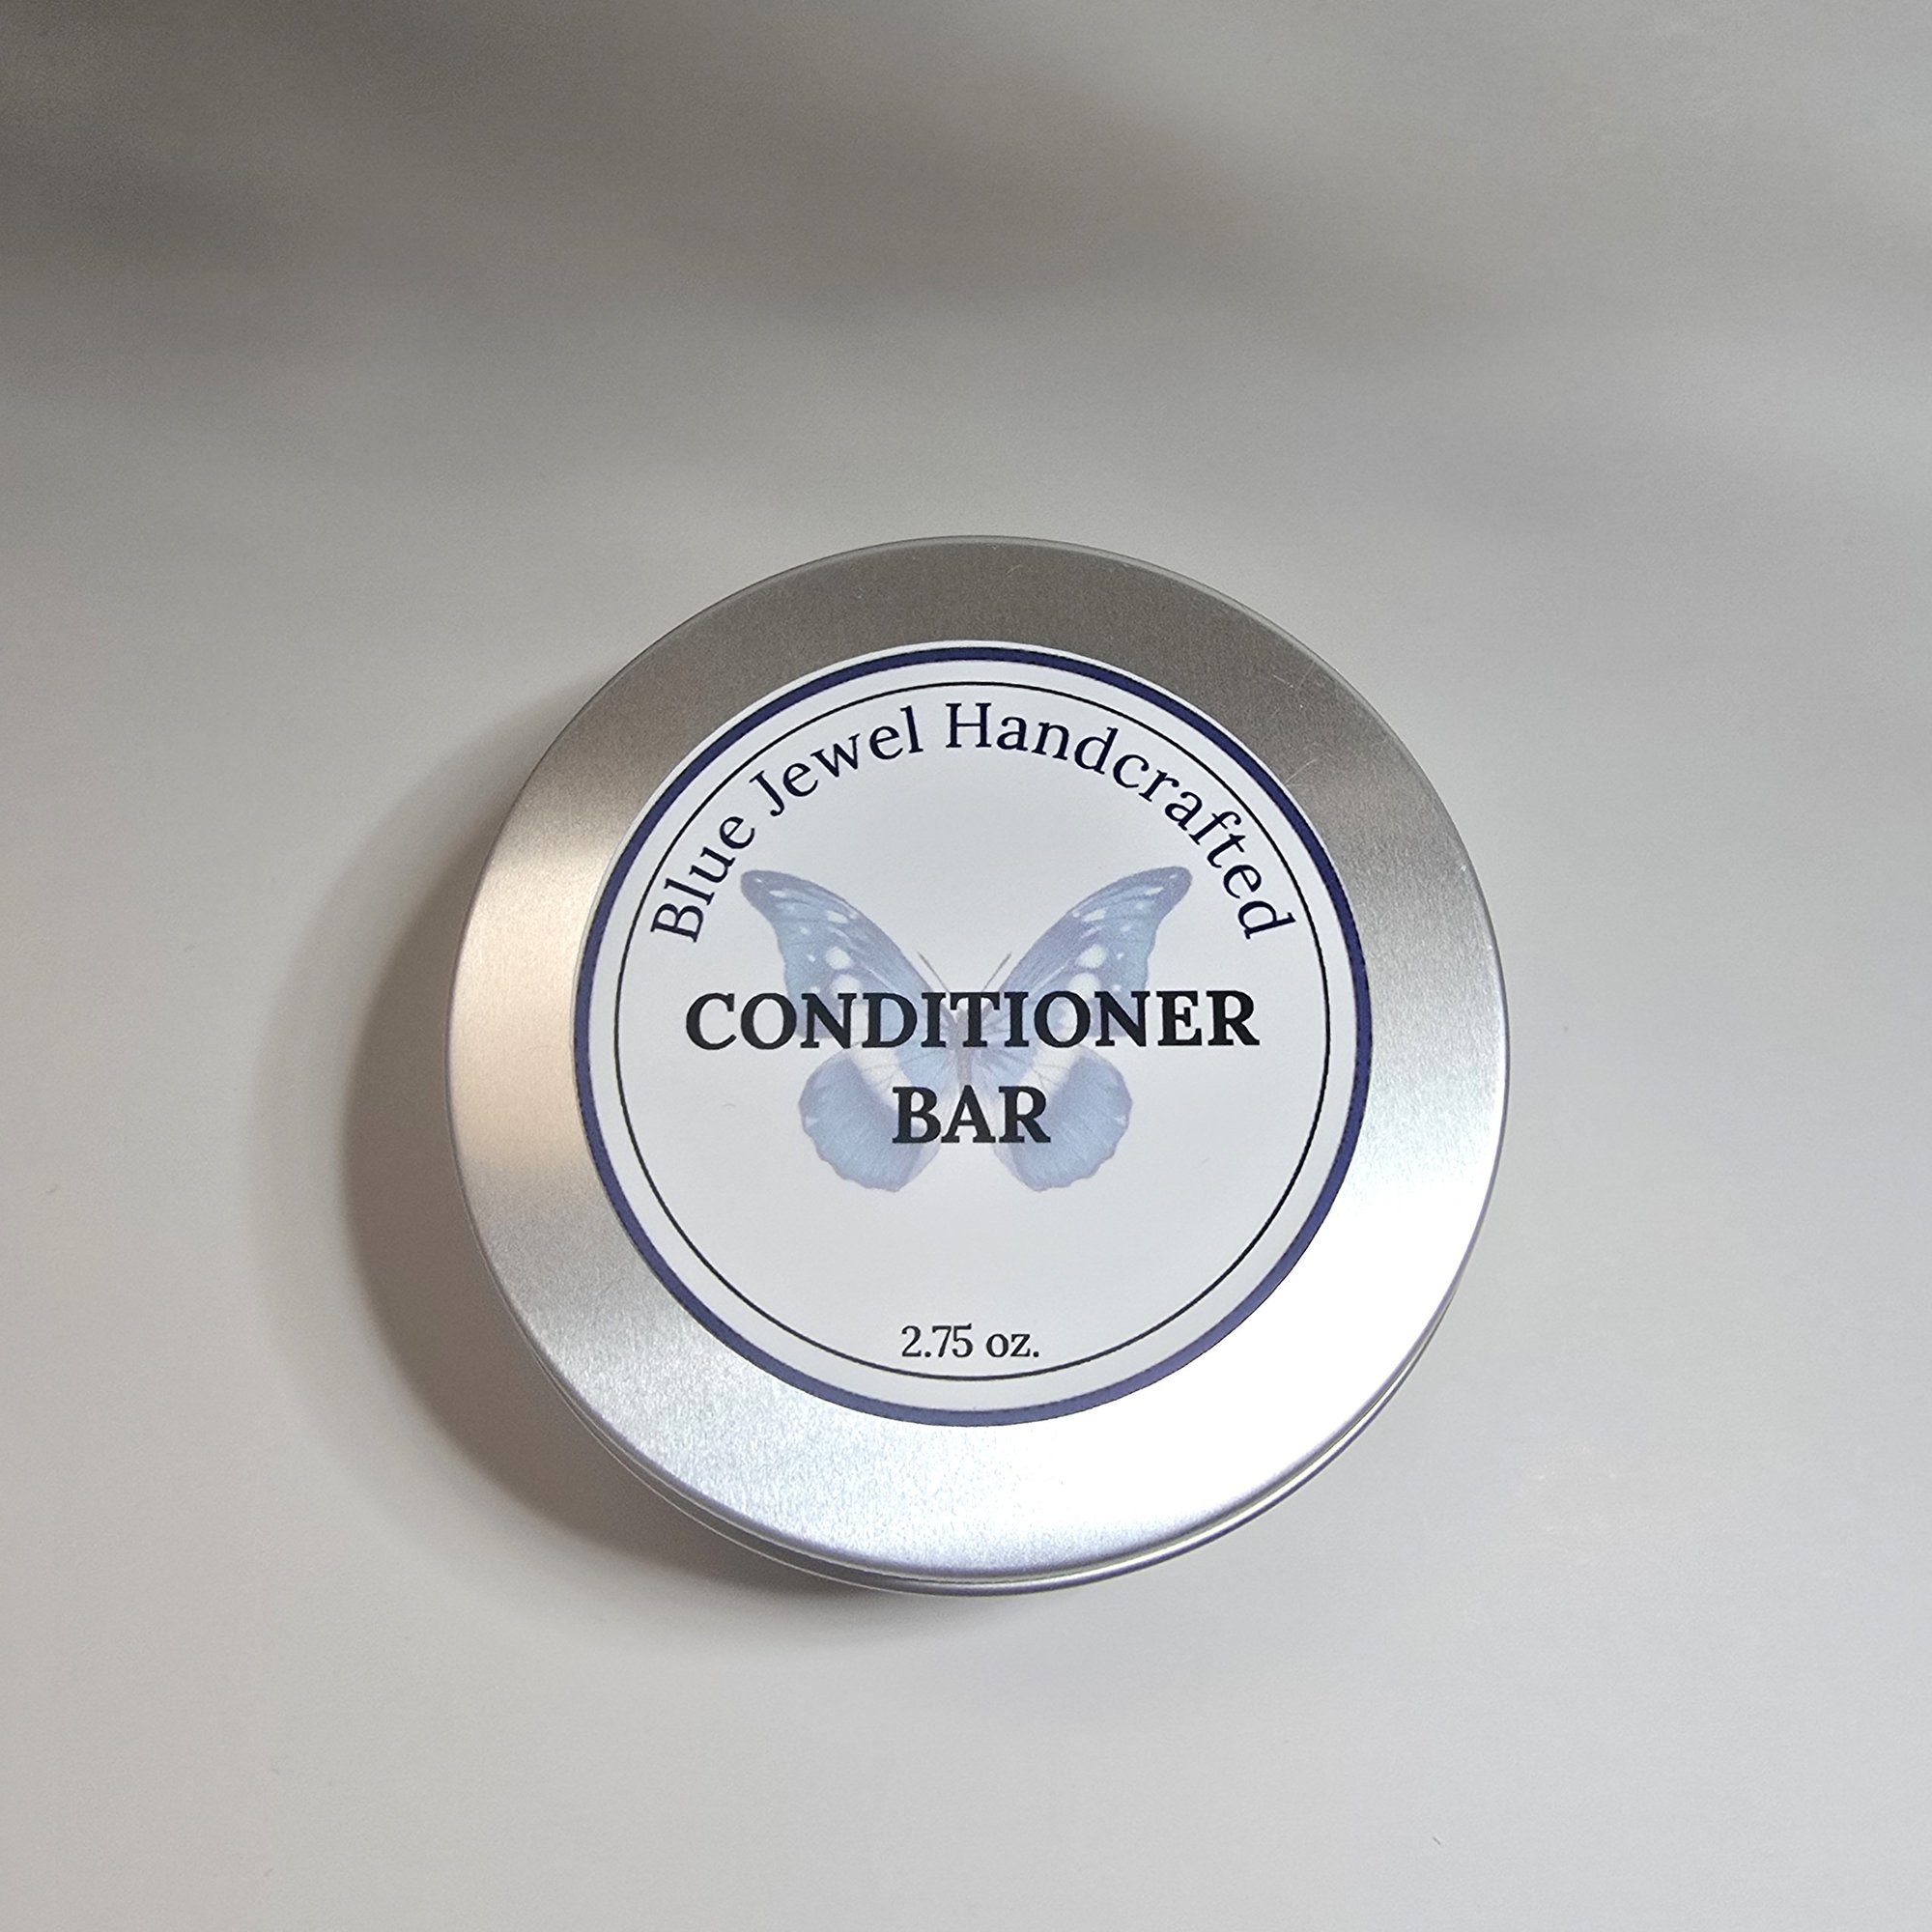 Blue Jewel Handcrafted
CONDITIONER
BAR
2.75 oz.